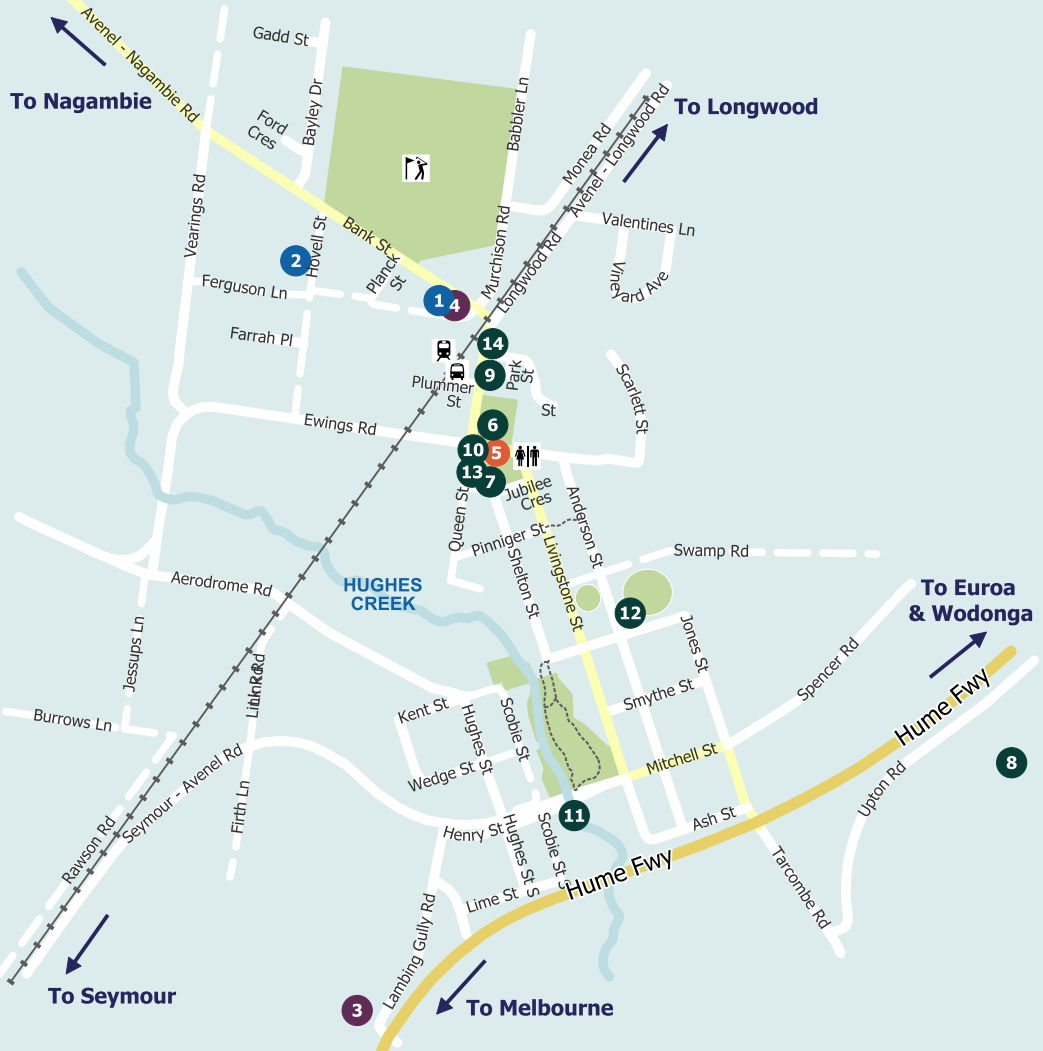 Avenel - Nagambie Rd
Gadd St
To Nagambie
Bayley Dr
Ford
Cres
Babbler Ln
To Longwood
Monea Rd
Avenel - Longwood Rd
Vearings Rd
Bank St
Hovell St
2
Planck
St
Murchison Rd
Longwood Rd
Valentines Ln
Vineyard Ave
Ferguson Ln
1
4
Farrah Pl
14
9
Park
St
Plummer
St
St
Scarlett St
Ewings Rd
6
10
5
13
7
Jubilee
Cres
Queen St
Anderson St
Pinniger St
Shelton St
Livingstone St
Swamp Rd
Aerodrome Rd
HUGHES
CREEK
12
To Euroa
& Wodonga
Jessups Ln
Jones St
Spencer Rd
Smythe St
Hume Fwy
Kent St
Hughes St
Scobie St
Burrows Ln
Wedge St
Mitchell St
8
Seymour - Avenel Rd
Upton Rd
Firth Ln
Henry St
11
Ash St
Rawson Rd
Hughes St S
Scobie St S
Hume Fwy
Lime St
Tarcombe Rd
Lambing Gully Rd
To Seymour
3
To Melbourne